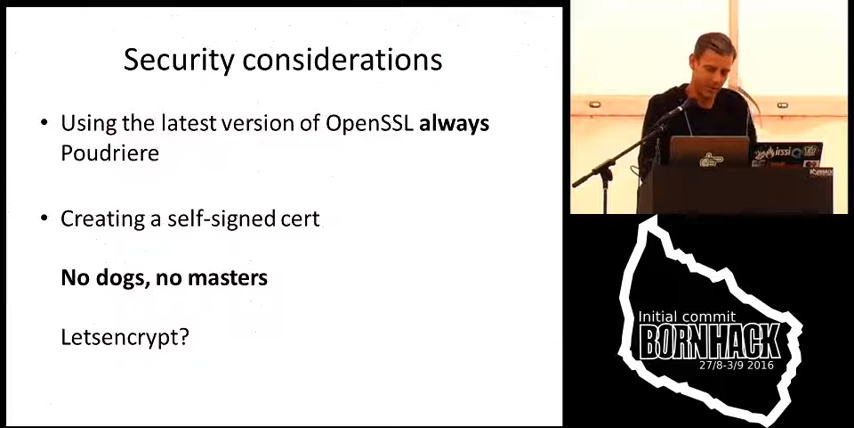 Security considerations
• Using the latest version of OpenSSL always
Poudriere
• Creating a self-signed cert
No dogs, no masters
Letsencrypt?
irssi
Initial commit
BORNHACK
27/8-3/9 2016